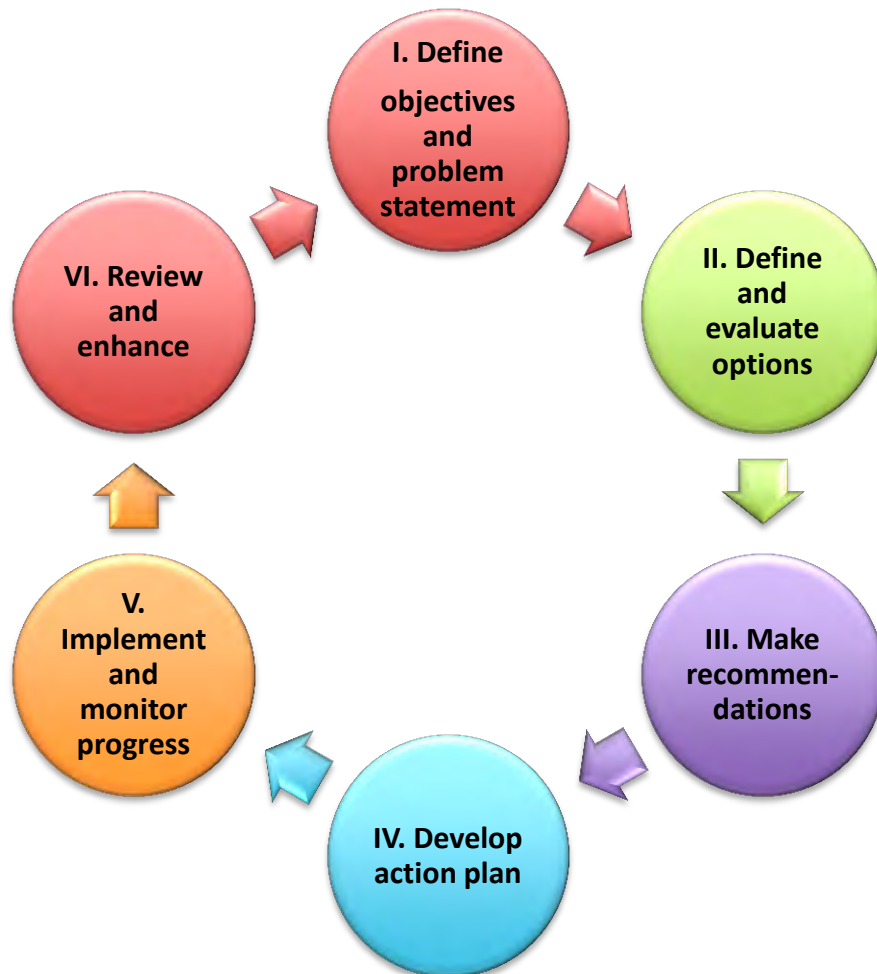 I. Define
objectives
and
problem
statement
II. Define
and
evaluate
options
III. Make
recommen-
dations
IV. Develop
action plan
V.
Implement
and
monitor
progress
VI. Review
and
enhance